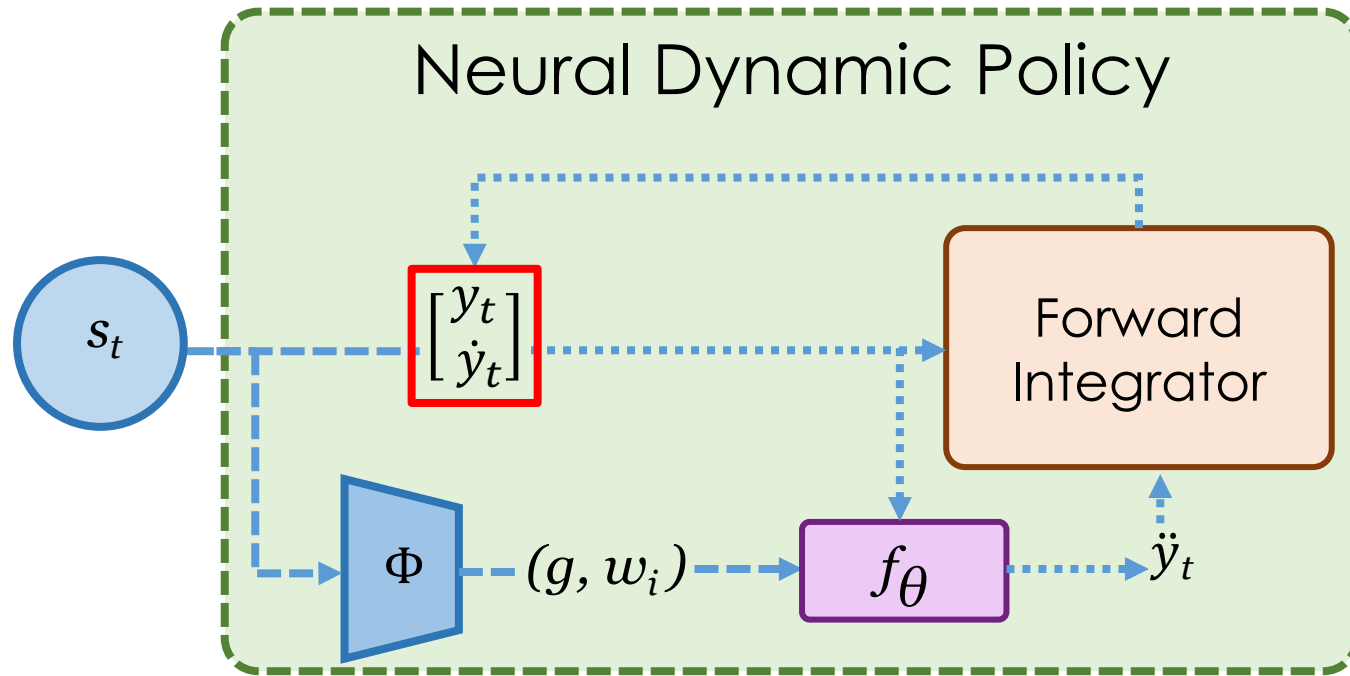 Neural Dynamic Policy
s_t
[y_t
ẏ_t]
Forward
Integrator
Φ
(g, w_i)
f_θ
ÿ_t